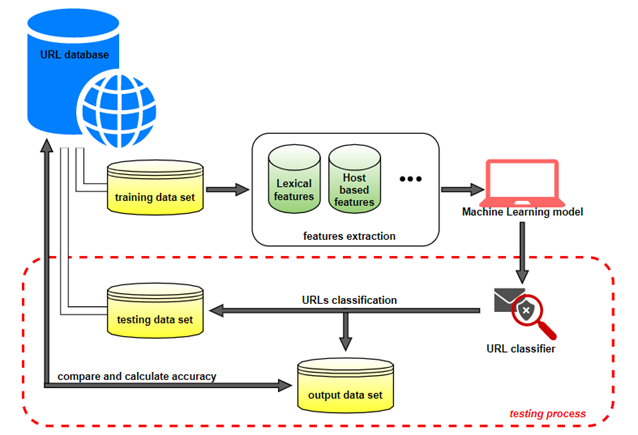 URL database
training data set
Lexical
features
Host
based
features
...
features extraction
Machine Learning model
testing data set
URLs classification
URL classifier
compare and calculate accuracy
output data set
testing process